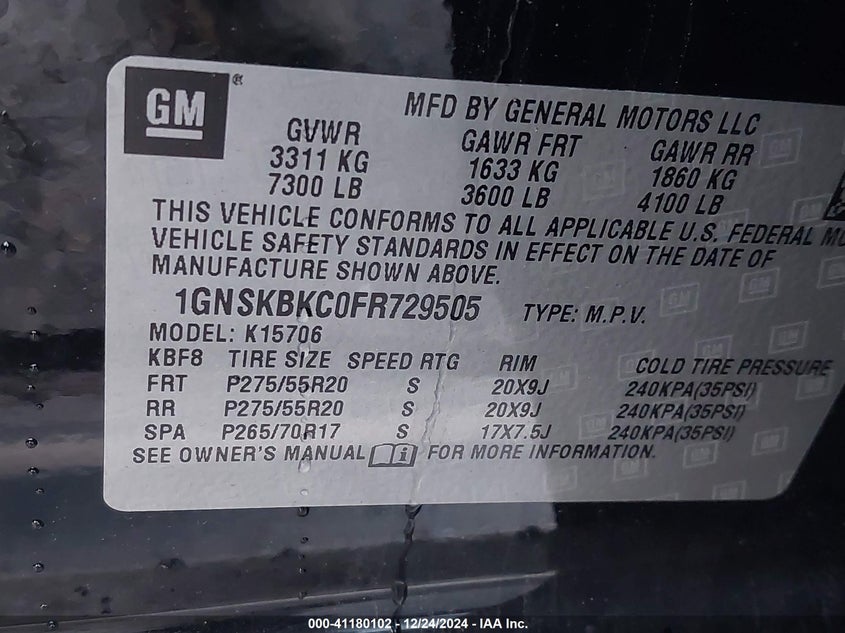 GM®
MFD BY GENERAL MOTORS LLC
GVWR GAWR FRT GAWR RR
3311 KG 1633 KG 1860 KG
7300 LB 3600 LB 4100 LB
THIS VEHICLE CONFORMS TO ALL APPLICABLE U.S. FEDERAL
VEHICLE SAFETY STANDARDS IN EFFECT ON THE DATE OF
MANUFACTURE SHOWN ABOVE.
1GNSKBKC0FR729505 TYPE: M.P.V.
MODEL: K15706
KBF8 TIRE SIZE SPEED RTG RIM COLD TIRE PRESSURE
FRT P275/55R20 S 20X9J 240KPA(35PSI)
RR P275/55R20 S 20X9J 240KPA(35PSI)
SPA P265/70R17 S 17X7.5J 240KPA(35PSI)
SEE OWNER'S MANUAL FOR MORE INFORMATION.
000-41180102 - 12/24/2024 - IAA Inc.